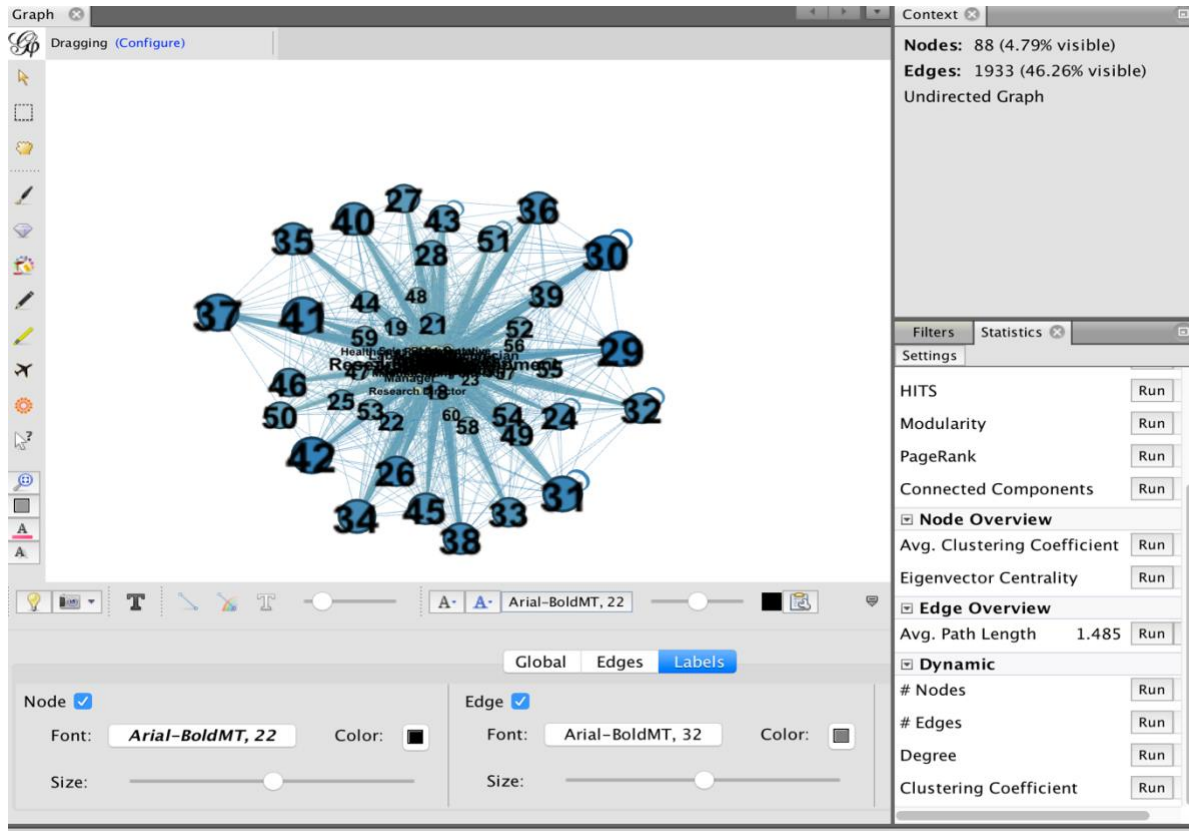 Graph
Dragging (Configure)
27
43
36
40
35
51
28
30
39
48
44
37
41
19
21
52
59
56
29
Manager
47
55
23
46
Research Director
18
25
53
50
22
60
58
54
24
32
49
42
26
31
34
45
33
38
T
T
A
A
Arial-BoldMT, 22
Global
Edges
Labels
Node
Edge
Font:
Arial-BoldMT, 22
Color:
Font:
Arial-BoldMT, 32
Color:
Size:
Size:
Context
Nodes: 88 (4.79% visible)
Edges: 1933 (46.26% visible)
Undirected Graph
Filters
Statistics
Settings
HITS Run
Modularity Run
PageRank Run
Connected Components Run
Node Overview
Avg. Clustering Coefficient Run
Eigenvector Centrality Run
Edge Overview
Avg. Path Length 1.485 Run
Dynamic
# Nodes Run
# Edges Run
Degree Run
Clustering Coefficient Run